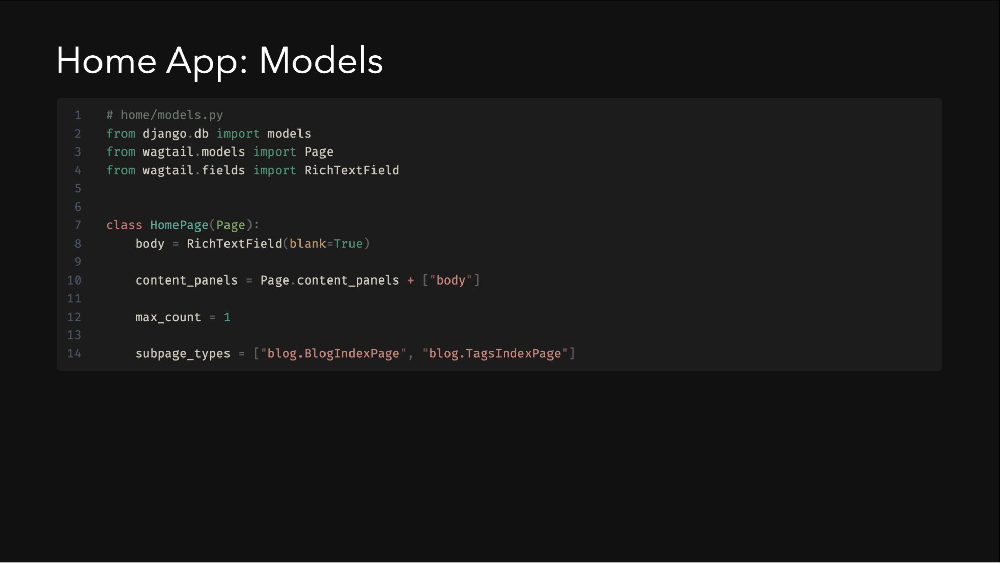 Home App: Models
1 # home/models.py
2 from django.db import models
3 from wagtail.models import Page
4 from wagtail.fields import RichTextField
5
6
7 class HomePage(Page):
8     body = RichTextField(blank=True)
9
10     content_panels = Page.content_panels + ["body"]
11
12     max_count = 1
13
14     subpage_types = ["blog.BlogIndexPage", "blog.TagsIndexPage"]